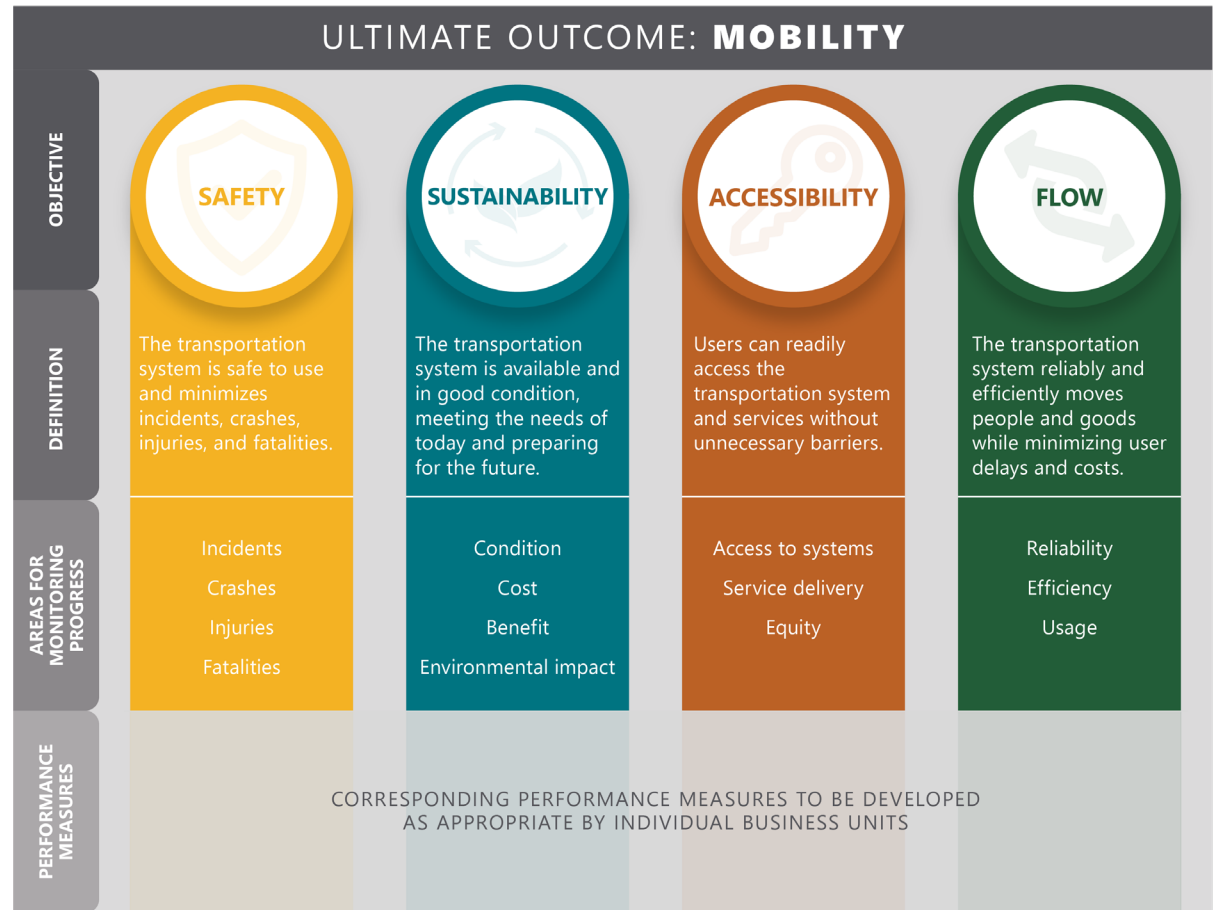 ULTIMATE OUTCOME: MOBILITY
OBJECTIVE
SAFETY
SUSTAINABILITY
ACCESSIBILITY
FLOW
DEFINITION
The transportation
system is safe to use
and minimizes
incidents, crashes,
injuries, and fatalities.
The transportation
system is available and
in good condition,
meeting the needs of
today and preparing
for the future.
Users can readily
access the
transportation system
and services without
unnecessary barriers.
The transportation
system reliably and
efficiently moves
people and goods
while minimizing user
delays and costs.
AREAS FOR
MONITORING
PROGRESS
Incidents
Crashes
Injuries
Fatalities
Condition
Cost
Benefit
Environmental impact
Access to systems
Service delivery
Equity
Reliability
Efficiency
Usage
PERFORMANCE
MEASURES
CORRESPONDING PERFORMANCE MEASURES TO BE DEVELOPED
AS APPROPRIATE BY INDIVIDUAL BUSINESS UNITS